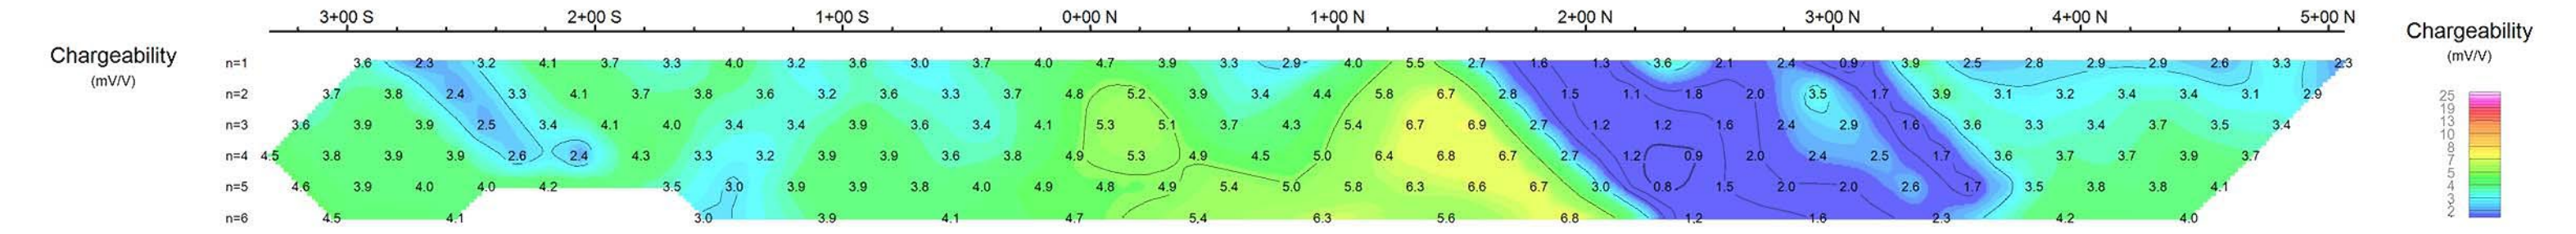 3+00 S 2+00 S 1+00 S 0+00 N 1+00 N 2+00 N 3+00 N 4+00 N 5+00 N
Chargeability
(mV/V)
n=1 3.6 2.3 3.2 4.1 3.7 3.3 4.0 3.2 3.6 3.0 3.7 4.0 4.7 3.9 3.3 2.9 4.0 5.5 2.7 1.6 1.3 3.6 2.1 2.4 0.9 3.9 2.5 2.8 2.9 2.9 2.6 3.3 2.3
n=2 3.7 3.8 2.4 3.3 4.1 3.7 3.8 3.6 3.2 3.6 3.3 3.7 4.8 5.2 3.9 3.4 4.4 5.8 6.7 2.8 1.5 1.1 1.8 2.0 3.5 1.7 3.9 3.1 3.2 3.4 3.4 3.1 2.9
n=3 3.6 3.9 3.9 2.5 3.4 4.1 4.0 3.4 3.4 3.9 3.6 3.4 4.1 5.3 5.1 3.7 4.3 5.4 6.7 6.9 2.7 1.2 1.2 1.6 2.4 2.9 1.6 3.6 3.3 3.4 3.7 3.5 3.4
n=4 4.5 3.8 3.9 3.9 2.6 2.4 4.3 3.3 3.2 3.9 3.9 3.6 3.8 4.9 5.3 4.9 4.5 5.0 6.4 6.8 6.7 2.7 1.2 0.9 2.0 2.4 2.5 1.7 3.6 3.7 3.7 3.9 3.7
n=5 4.6 3.9 4.0 4.0 4.2 3.5 3.0 3.9 3.9 3.8 4.0 4.9 4.8 4.9 5.4 5.0 5.8 6.3 6.6 6.7 3.0 0.8 1.5 2.0 2.0 2.6 1.7 3.5 3.8 3.8 4.1
n=6 4.5 4.1 3.0 3.9 4.1 4.7 5.4 6.3 5.6 6.8 1.2 1.6 2.3 4.2 4.0
Chargeability
(mV/V)
25
19
13
10
8
7
5
4
3
2